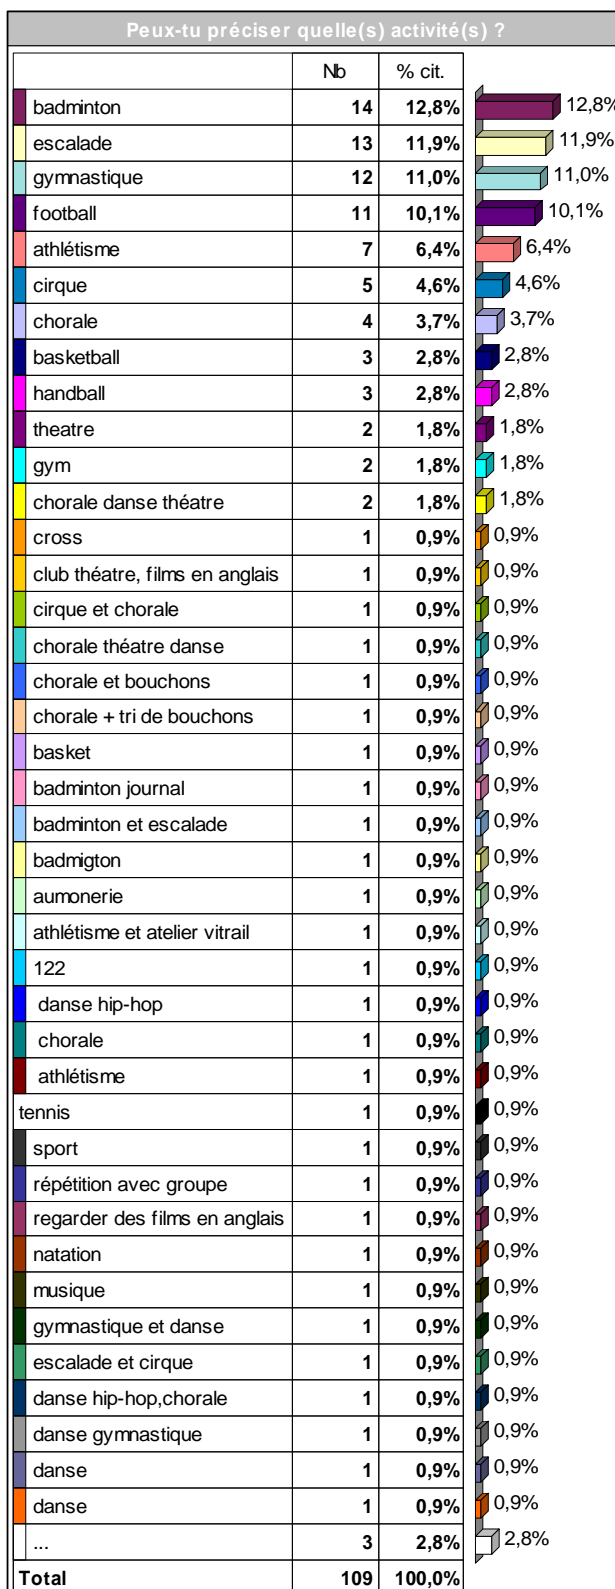 Peux-tu préciser quelle(s) activité(s) ?
Nb % cit.
badminton 14 12,8% 12,8%
escalade 13 11,9% 11,9%
gymnastique 12 11,0% 11,0%
football 11 10,1% 10,1%
athlétisme 7 6,4% 6,4%
cirque 5 4,6% 4,6%
chorale 4 3,7% 3,7%
basketball 3 2,8% 2,8%
handball 3 2,8% 2,8%
theatre 2 1,8% 1,8%
gym 2 1,8% 1,8%
chorale danse théatre 2 1,8% 1,8%
cross 1 0,9% 0,9%
club théatre, films en anglais 1 0,9% 0,9%
cirque et chorale 1 0,9% 0,9%
chorale théatre danse 1 0,9% 0,9%
chorale et bouchons 1 0,9% 0,9%
chorale + tri de bouchons 1 0,9% 0,9%
basket 1 0,9% 0,9%
badminton journal 1 0,9% 0,9%
badminton et escalade 1 0,9% 0,9%
badmigton 1 0,9% 0,9%
aumonerie 1 0,9% 0,9%
athlétisme et atelier vitrail 1 0,9% 0,9%
122 1 0,9% 0,9%
danse hip-hop 1 0,9% 0,9%
chorale 1 0,9% 0,9%
athlétisme 1 0,9% 0,9%
tennis 1 0,9% 0,9%
sport 1 0,9% 0,9%
répétition avec groupe 1 0,9% 0,9%
regarder des films en anglais 1 0,9% 0,9%
natation 1 0,9% 0,9%
musique 1 0,9% 0,9%
gymnastique et danse 1 0,9% 0,9%
escalade et cirque 1 0,9% 0,9%
danse hip-hop,chorale 1 0,9% 0,9%
danse gymnastique 1 0,9% 0,9%
danse 1 0,9% 0,9%
danse 1 0,9% 0,9%
... 3 2,8% 2,8%
Total 109 100,0%